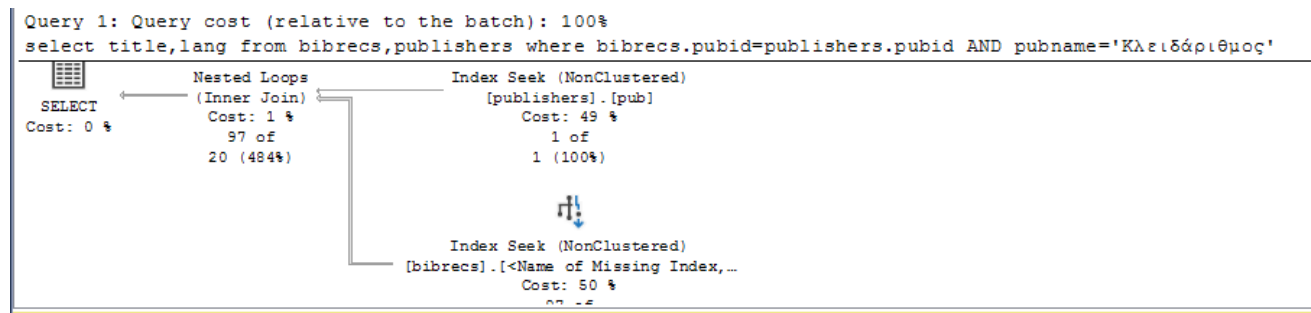 Query 1: Query cost (relative to the batch): 100%
select title,lang from bibrecs,publishers where bibrecs.pubid=publishers.pubid AND pubname='Κλειδάριθμος'
SELECT
Cost: 0 %
Nested Loops
(Inner Join)
Cost: 1 %
97 of
20 (484%)
Index Seek (NonClustered)
[publishers].[pub]
Cost: 49 %
1 of
1 (100%)
Index Seek (NonClustered)
[bibrecs].[<Name of Missing Index,…
Cost: 50 %
97 of